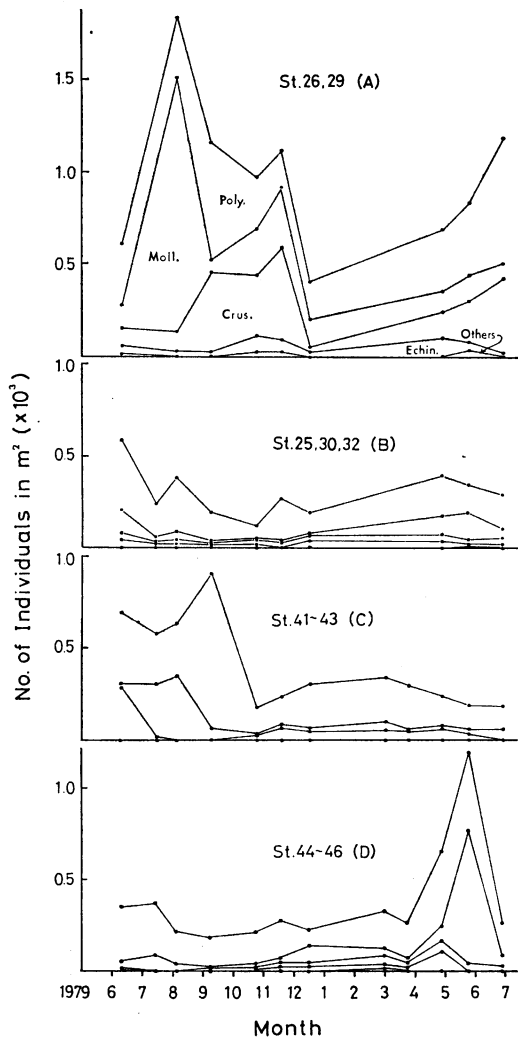 No. of Individuals in m² (x10³)
St.26,29 (A)
1.5
1.0
0.5
Poly.
Moll.
Crus.
Others
Echin.
1.0
St.25,30,32 (B)
0.5
1.0
St.41~43 (C)
0.5
1.0
St.44~46 (D)
0.5
1979 6 7 8 9 10 11 12 1 2 3 4 5 6 7
Month